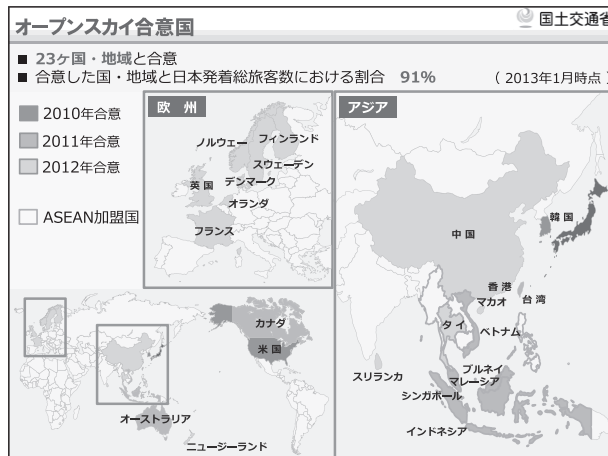 オープンスカイ合意国
国土交通省
■ 23ヶ国・地域と合意
■ 合意した国・地域と日本発着総旅客数における割合 91%
( 2013年1月時点 )
2010年合意
2011年合意
2012年合意
ASEAN加盟国
欧 州
ノルウェー
フィンランド
スウェーデン
デンマーク
英 国
オランダ
フランス
アジア
韓 国
中 国
香 港
マカオ
台 湾
タ イ
ベトナム
スリランカ
ブルネイ
マレーシア
シンガポール
インドネシア
カナダ
米 国
オーストラリア
ニュージーランド